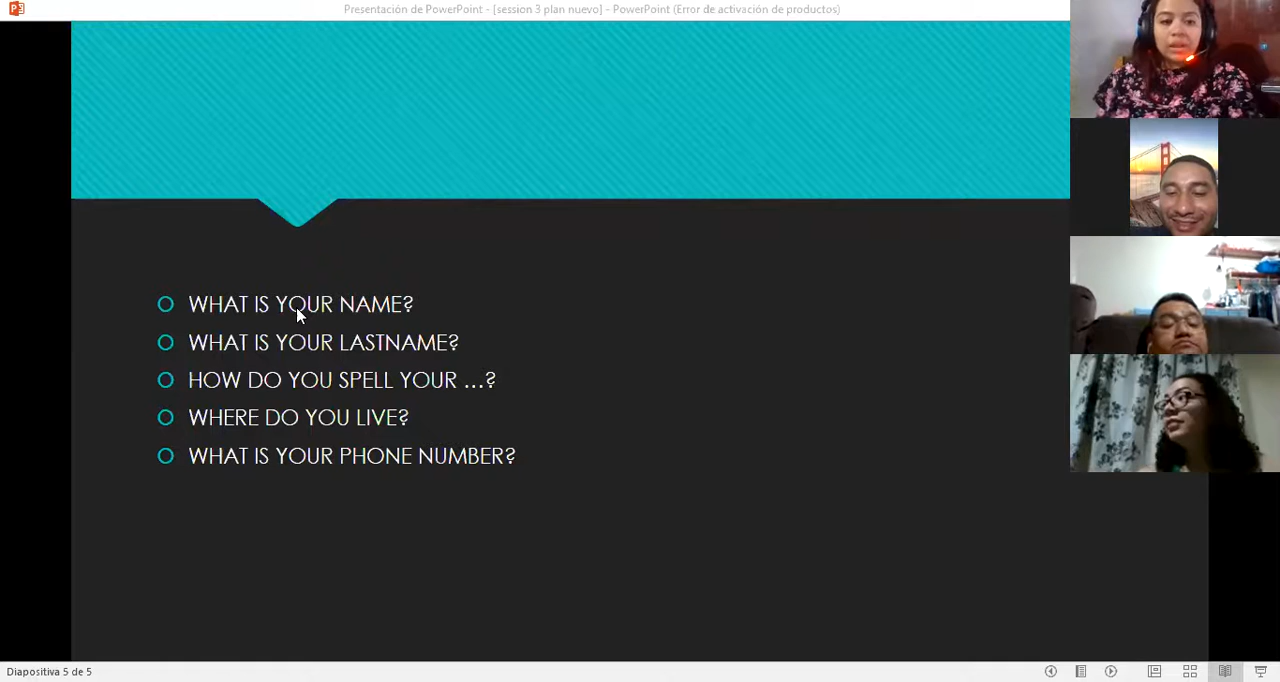 Presentación de PowerPoint - [session 3 plan nuevo] - PowerPoint (Error de activación de productos)
WHAT IS YOUR NAME?
WHAT IS YOUR LASTNAME?
HOW DO YOU SPELL YOUR ...?
WHERE DO YOU LIVE?
WHAT IS YOUR PHONE NUMBER?
Diapositiva 5 de 5